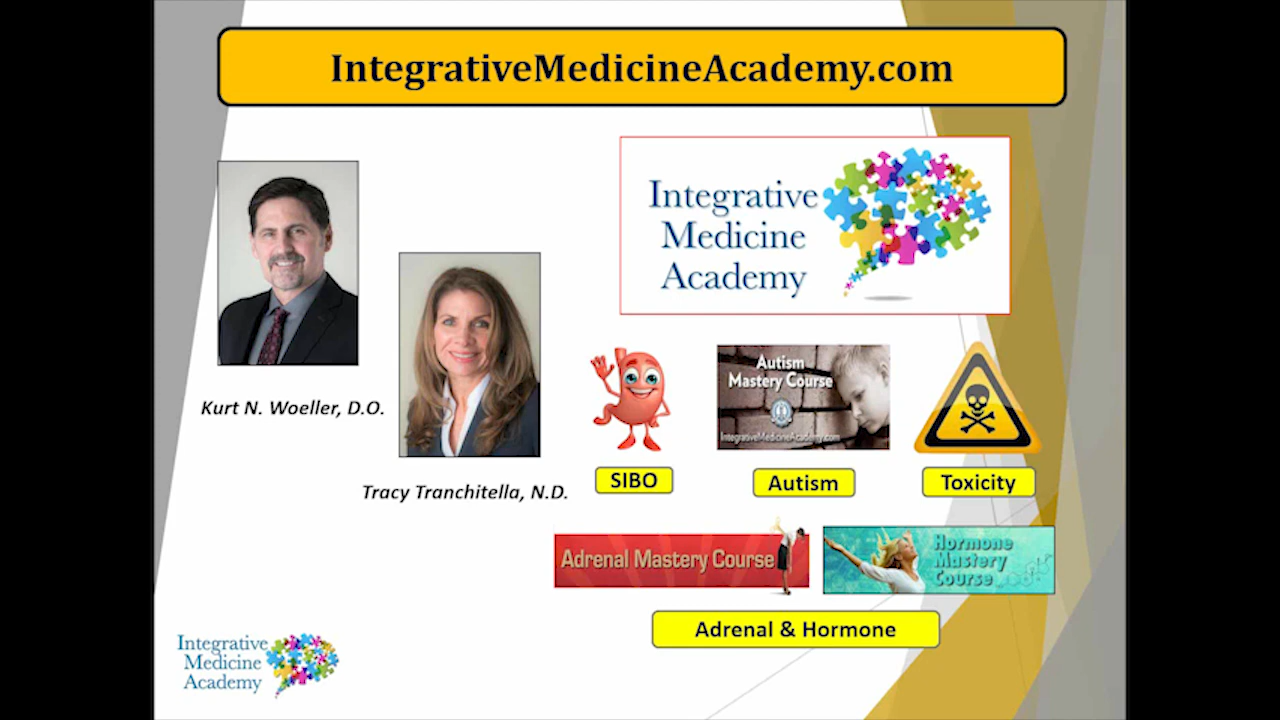 IntegrativeMedicineAcademy.com
Integrative
Medicine
Academy
Kurt N. Woeller, D.O.
Tracy Tranchitella, N.D.
Autism
Mastery Course
IntegrativeMedicineAcademy.com
SIBO
Autism
Toxicity
Adrenal Mastery Course
Hormone
Mastery
Course
Adrenal & Hormone
Integrative
Medicine
Academy